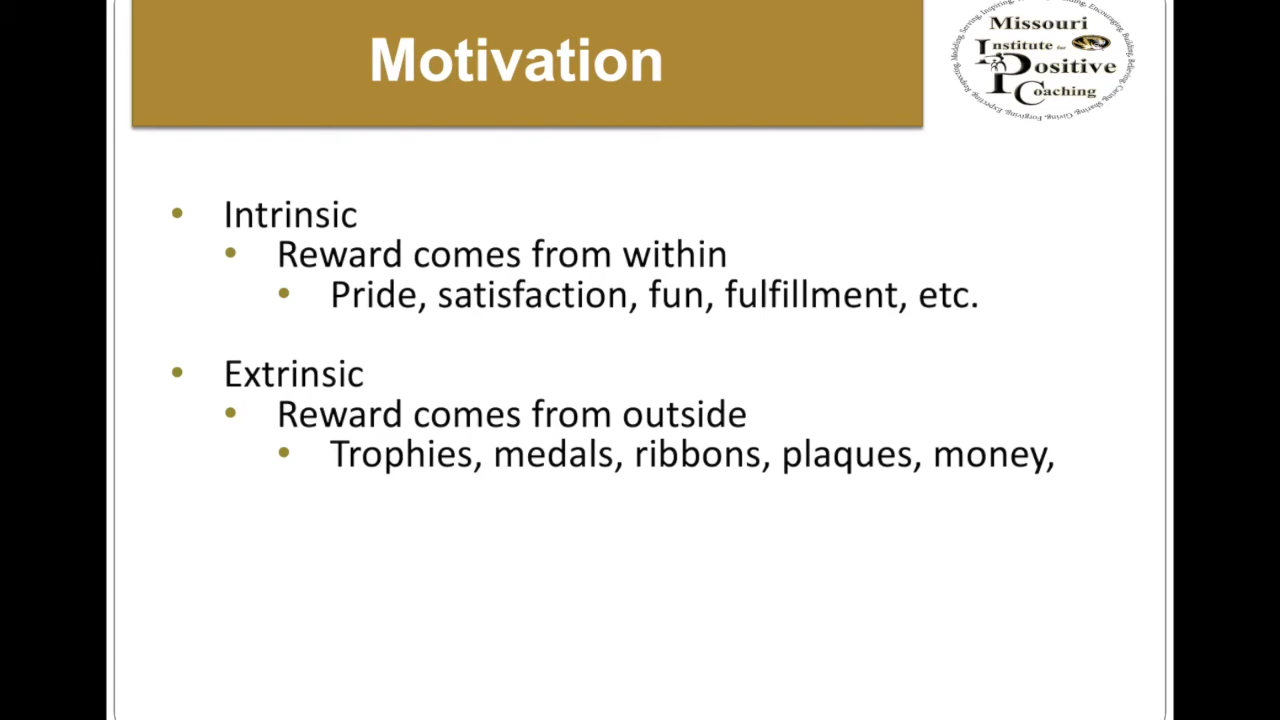 Motivation
Missouri
Institute for
Positive
Coaching
Intrinsic
Reward comes from within
Pride, satisfaction, fun, fulfillment, etc.
Extrinsic
Reward comes from outside
Trophies, medals, ribbons, plaques, money,